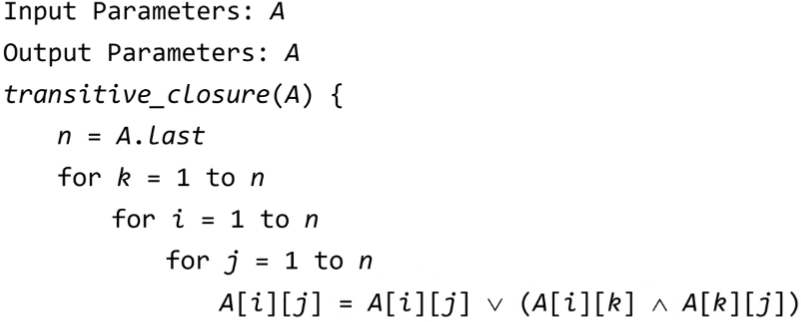 Input Parameters: A
Output Parameters: A
transitive_closure(A) {
n = A.last
for k = 1 to n
for i = 1 to n
for j = 1 to n
A[i][j] = A[i][j] ∨ (A[i][k] ∧ A[k][j])